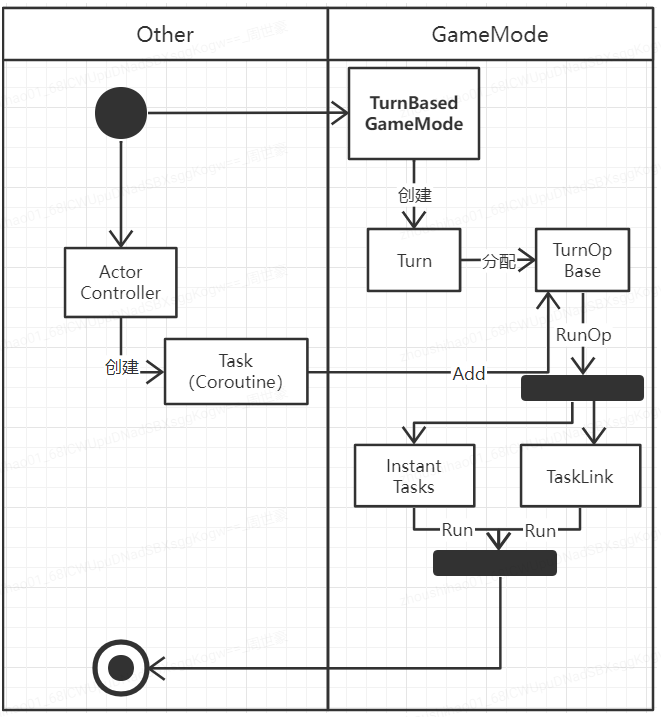 Other
GameMode
TurnBased
GameMode
创建
Turn
分配
TurnOp
Base
Actor
Controller
RunOp
创建
Task
（Coroutine）
Add
Instant
Tasks
TaskLink
Run
Run